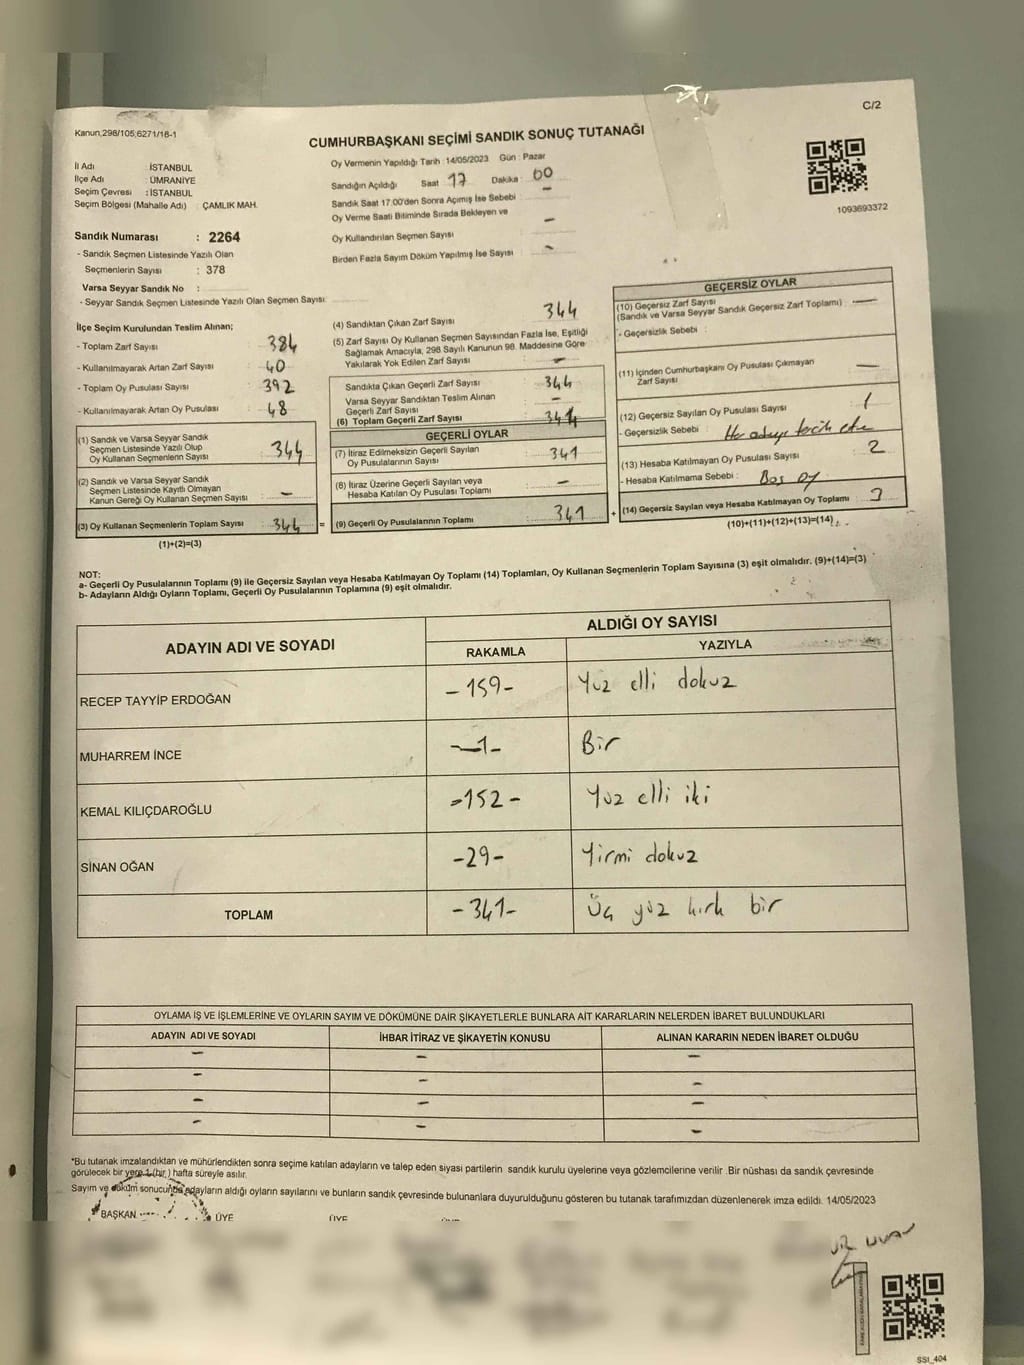 C/2
Kanun;298/105;6271/18-1
CUMHURBAŞKANI SEÇİMİ SANDIK SONUÇ TUTANAĞI
İl Adı İSTANBUL
İlçe Adı : ÜMRANİYE
Seçim Çevresi : İSTANBUL
Seçim Bölgesi (Mahalle Adı) : ÇAMLIK MAH.
Sandık Numarası : 2264
- Sandık Seçmen Listesinde Yazılı Olan
Seçmenlerin Sayısı : 378
Varsa Seyyar Sandık No :
- Seyyar Sandık Seçmen Listesinde Yazılı Olan Seçmen Sayısı:
Oy Vermenin Yapıldığı Tarih : 14/05/2023 Gün : Pazar
Sandığın Açıldığı Saat 17 Dakika : 00
Sandık Saat 17:00'den Sonra Açımış İse Sebebi : -
Oy Verme Saati Bitiminde Sırada Bekleyen ve
Oy Kullandırılan Seçmen Sayısı : -
Birden Fazla Sayım Döküm Yapılmış İse Sayısı : -
1093693372
İlçe Seçim Kurulundan Teslim Alınan;
- Toplam Zarf Sayısı : 384
- Kullanılmayarak Artan Zarf Sayısı : 40
- Toplam Oy Pusulası Sayısı : 392
- Kullanılmayarak Artan Oy Pusulası : 48
(1) Sandık ve Varsa Seyyar Sandık
Seçmen Listesinde Yazılı Olup
Oy Kullanan Seçmenlerin Sayısı : 344
(2) Sandık ve Varsa Seyyar Sandık
Seçmen Listesinde Kayıtlı Olmayan
Kanun Gereği Oy Kullanan Seçmen Sayısı : -
(3) Oy Kullanan Seçmenlerin Toplam Sayısı : 344 =
(1)+(2)=(3)
(4) Sandıktan Çıkan Zarf Sayısı : 344
(5) Zarf Sayısı Oy Kullanan Seçmen Sayısından Fazla İse, Eşitliği
Sağlamak Amacıyla, 298 Sayılı Kanunun 98. Maddesine Göre
Yakılarak Yok Edilen Zarf Sayısı : -
Sandıkta Çıkan Geçerli Zarf Sayısı : 344
Varsa Seyyar Sandıktan Teslim Alınan
Geçerli Zarf Sayısı : -
(6) Toplam Geçerli Zarf Sayısı : 344
GEÇERLİ OYLAR
(7) İtiraz Edilmeksizin Geçerli Sayılan
Oy Pusulalarının Sayısı : 341
(8) İtiraz Üzerine Geçerli Sayılan veya
Hesaba Katılan Oy Pusulası Toplamı : -
(9) Geçerli Oy Pusulalarının Toplamı : 341 +
GEÇERSİZ OYLAR
(10) Geçersiz Zarf Sayısı
(Sandık ve Varsa Seyyar Sandık Geçersiz Zarf Toplamı) : -
- Geçersizlik Sebebi :
(11) İçinden Cumhurbaşkanı Oy Pusulası Çıkmayan
Zarf Sayısı : -
(12) Geçersiz Sayılan Oy Pusulası Sayısı : 1
- Geçersizlik Sebebi :
(13) Hesaba Katılmayan Oy Pusulası Sayısı : 2
- Hesaba Katılmama Sebebi : Boş oy
(14) Geçersiz Sayılan veya Hesaba Katılmayan Oy Toplamı : 3
(10)+(11)+(12)+(13)=(14)
NOT:
a- Geçerli Oy Pusulalarının Toplamı (9) ile Geçersiz Sayılan veya Hesaba Katılmayan Oy Toplamı (14) Toplamları, Oy Kullanan Seçmenlerin Toplam Sayısına (3) eşit olmalıdır. (9)+(14)=(3)
b- Adayların Aldığı Oyların Toplamı, Geçerli Oy Pusulalarının Toplamına (9) eşit olmalıdır.
ADAYIN ADI VE SOYADI ALDIĞI OY SAYISI
RAKAMLA YAZIYLA
RECEP TAYYİP ERDOĞAN -159- Yüz elli dokuz
MUHARREM İNCE -1- Bir
KEMAL KILIÇDAROĞLU -152- Yüz elli iki
SİNAN OĞAN -29- Yirmi dokuz
TOPLAM -341- Üç yüz kırk bir
OYLAMA İŞ VE İŞLEMLERİNE VE OYLARIN SAYIM VE DÖKÜMÜNE DAİR ŞİKAYETLERLE BUNLARA AİT KARARLARIN NELERDEN İBARET BULUNDUKLARI
ADAYIN ADI VE SOYADI İHBAR İTİRAZ VE ŞİKAYETİN KONUSU ALINAN KARARIN NEDEN İBARET OLDUĞU
- - -
- - -
- - -
- - -
*Bu tutanak imzalandıktan ve mühürlendikten sonra seçime katılan adayların ve talep eden siyasi partilerin sandık kurulu üyelerine veya gözlemcilerine verilir .Bir nüshası da sandık çevresinde
görülecek bir yere 1 (bir ) hafta süreyle asılır.
Sayım ve döküm sonucunda adayların aldığı oyların sayılarını ve bunların sandık çevresinde bulunanlara duyurulduğunu gösteren bu tutanak tarafımızdan düzenlenerek imza edildi. 14/05/2023
BAŞKAN ÜYE ÜYE
SSI_404